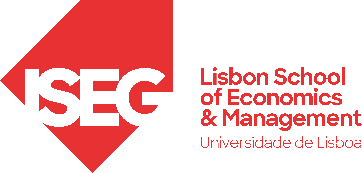 ISEG
Lisbon School
of Economics
& Management
Universidade de Lisboa